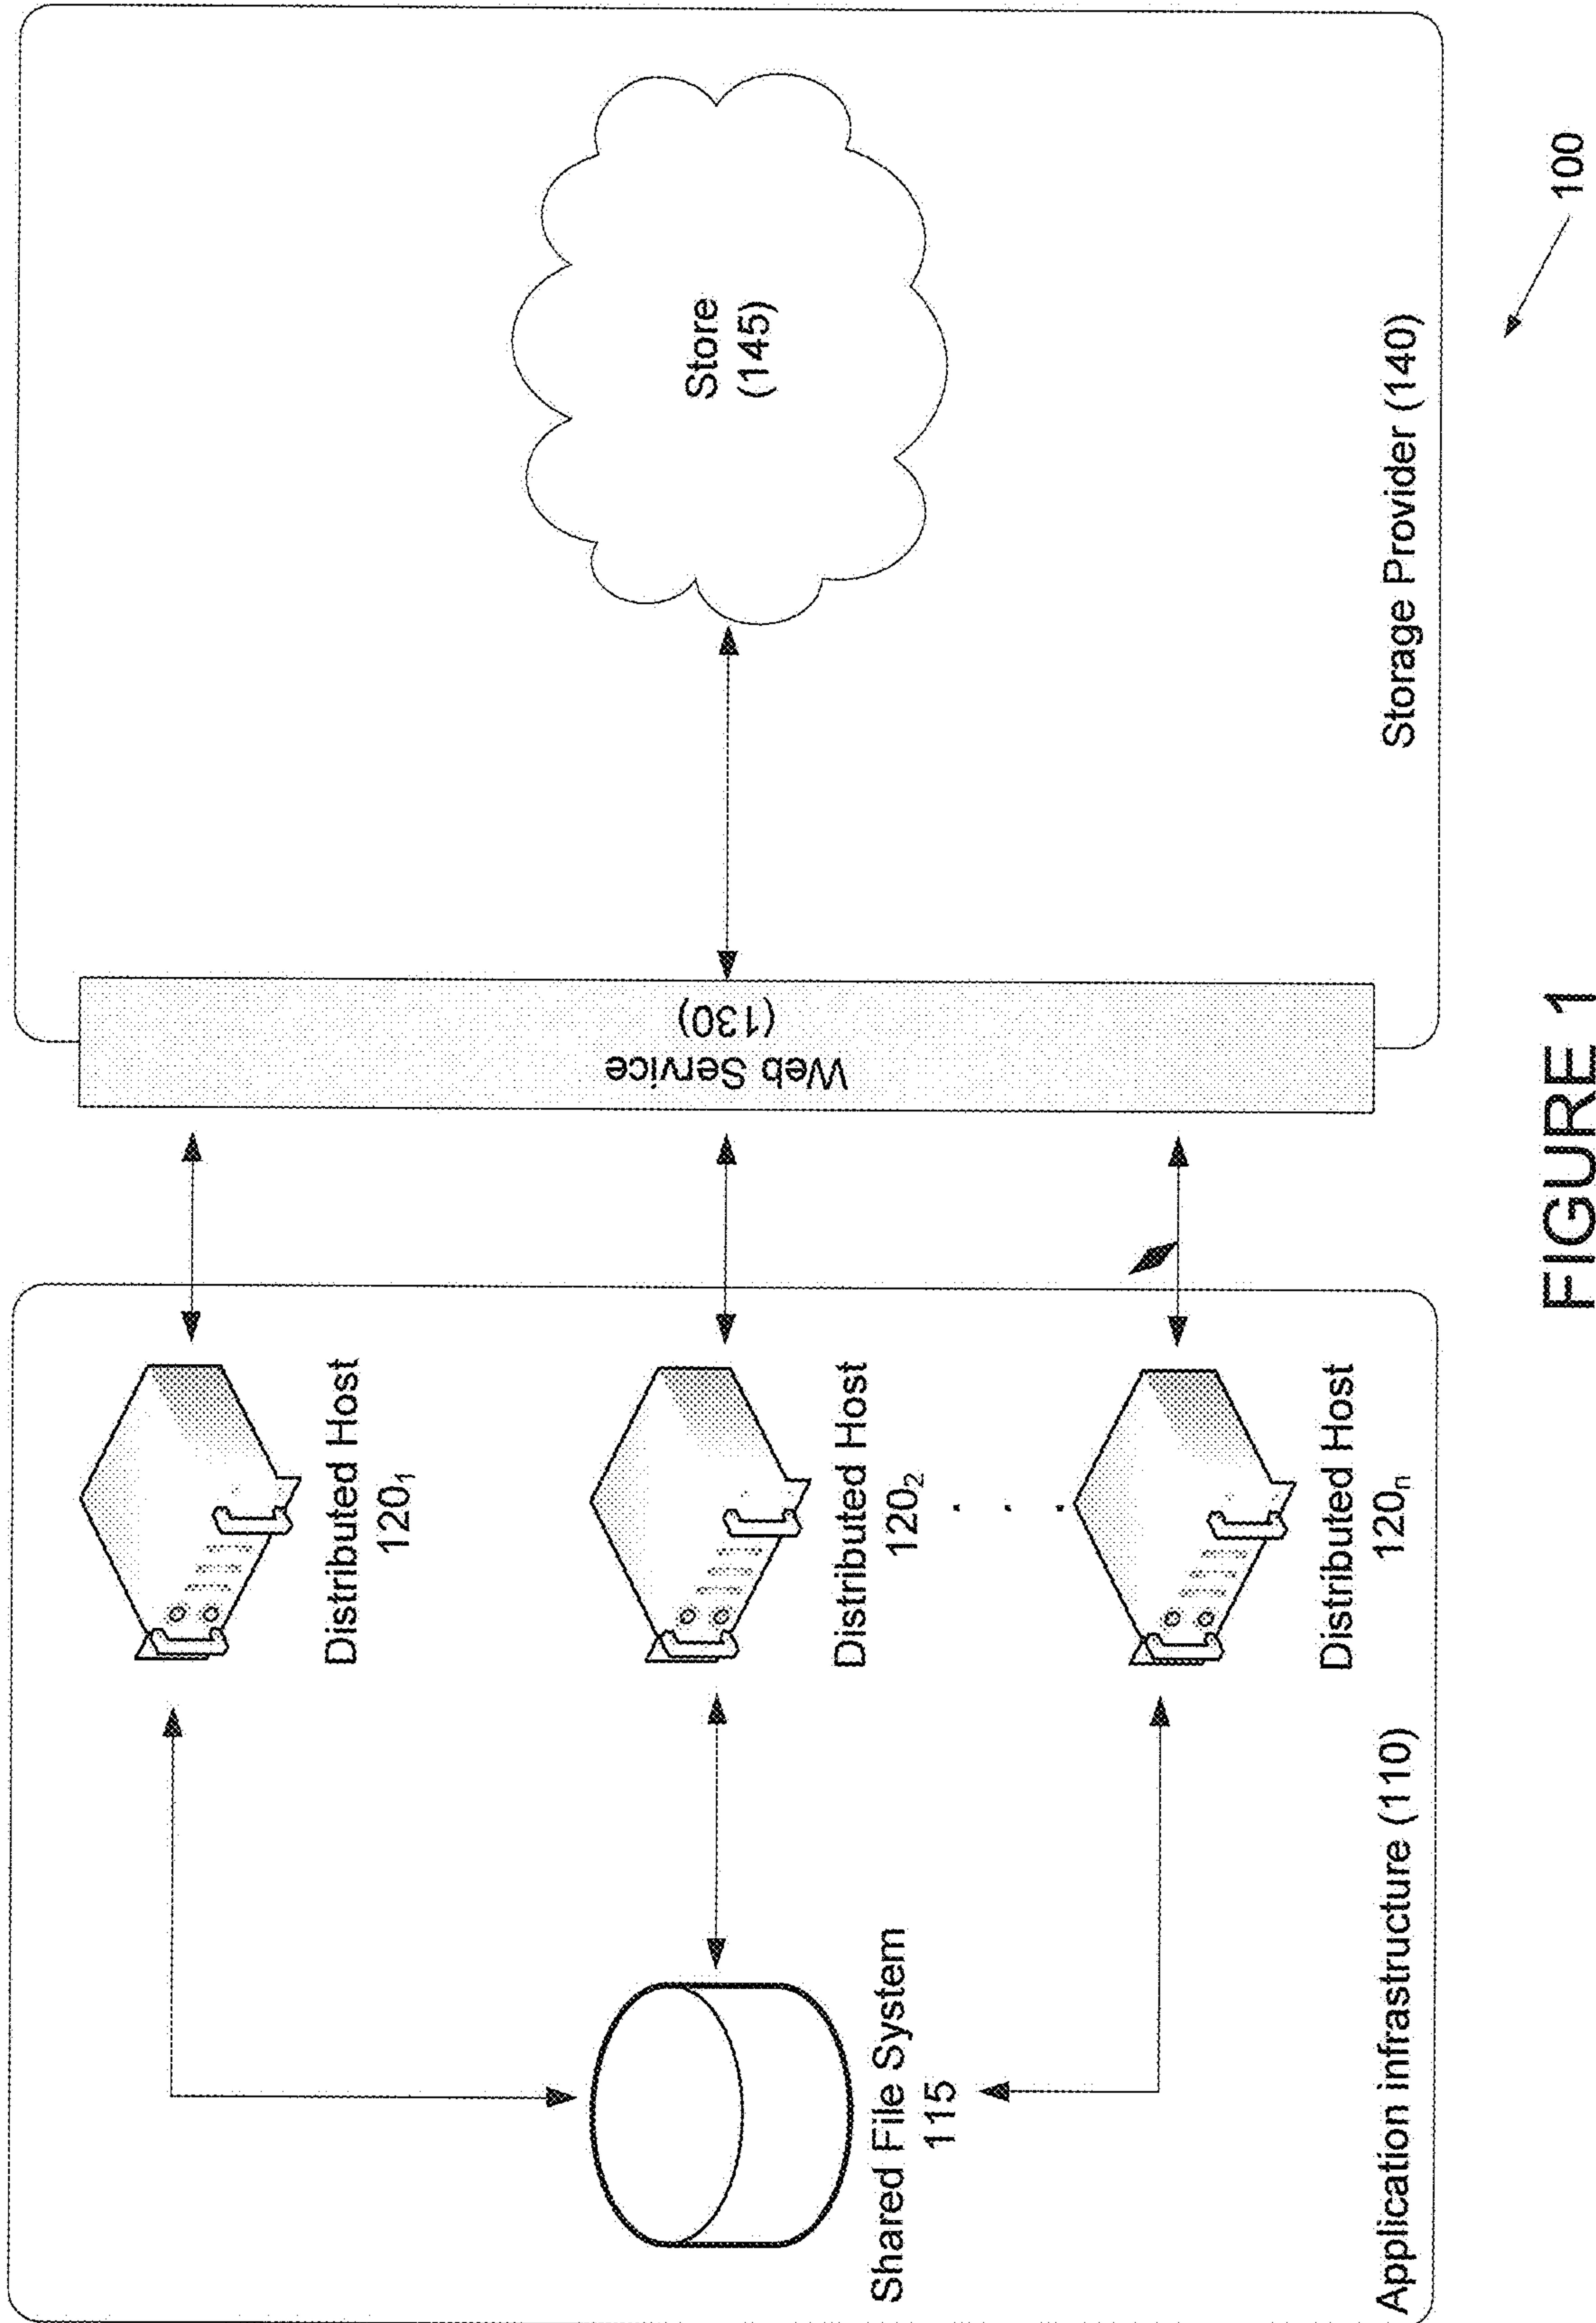 Shared File System
115
Distributed Host
120₁
Distributed Host
120₂
. . .
Distributed Host
120ₙ
Application infrastructure (110)
Web Service
(130)
Store
(145)
Storage Provider (140)
100
FIGURE 1